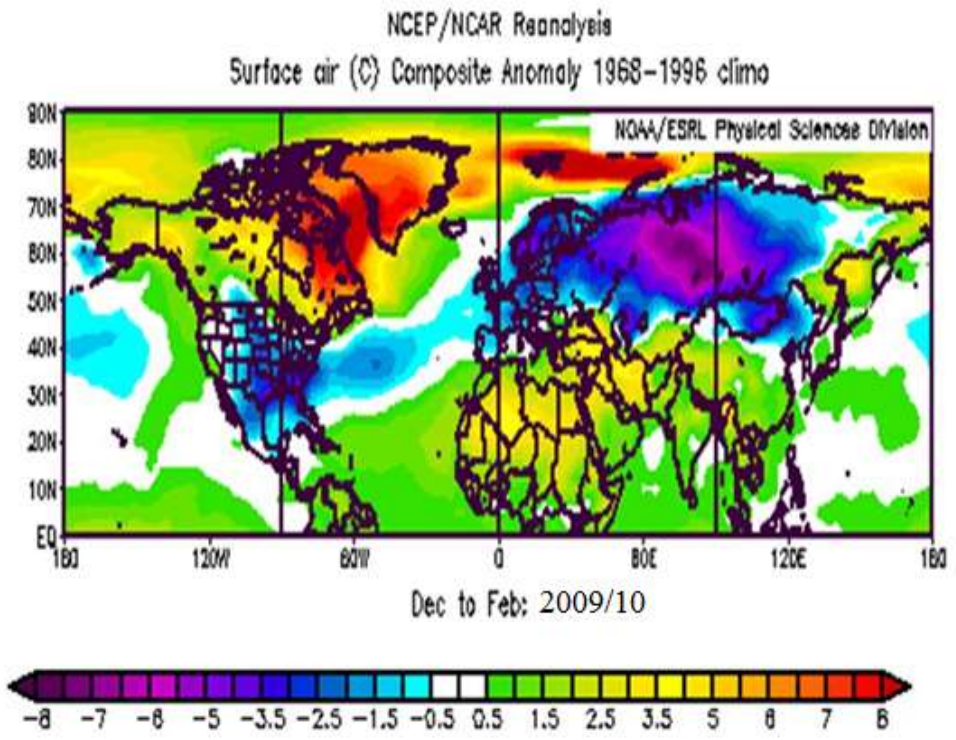 NCEP/NCAR Reanalysis
Surface air (C) Composite Anomaly 1968-1996 climo
NOAA/ESRL Physical Sciences Division
90N
80N
70N
60N
50N
40N
30N
20N
10N
EQ
180 120W 60W 0 60E 120E 180
Dec to Feb: 2009/10
-8 -7 -6 -5 -3.5 -2.5 -1.5 -0.5 0.5 1.5 2.5 3.5 5 6 7 8